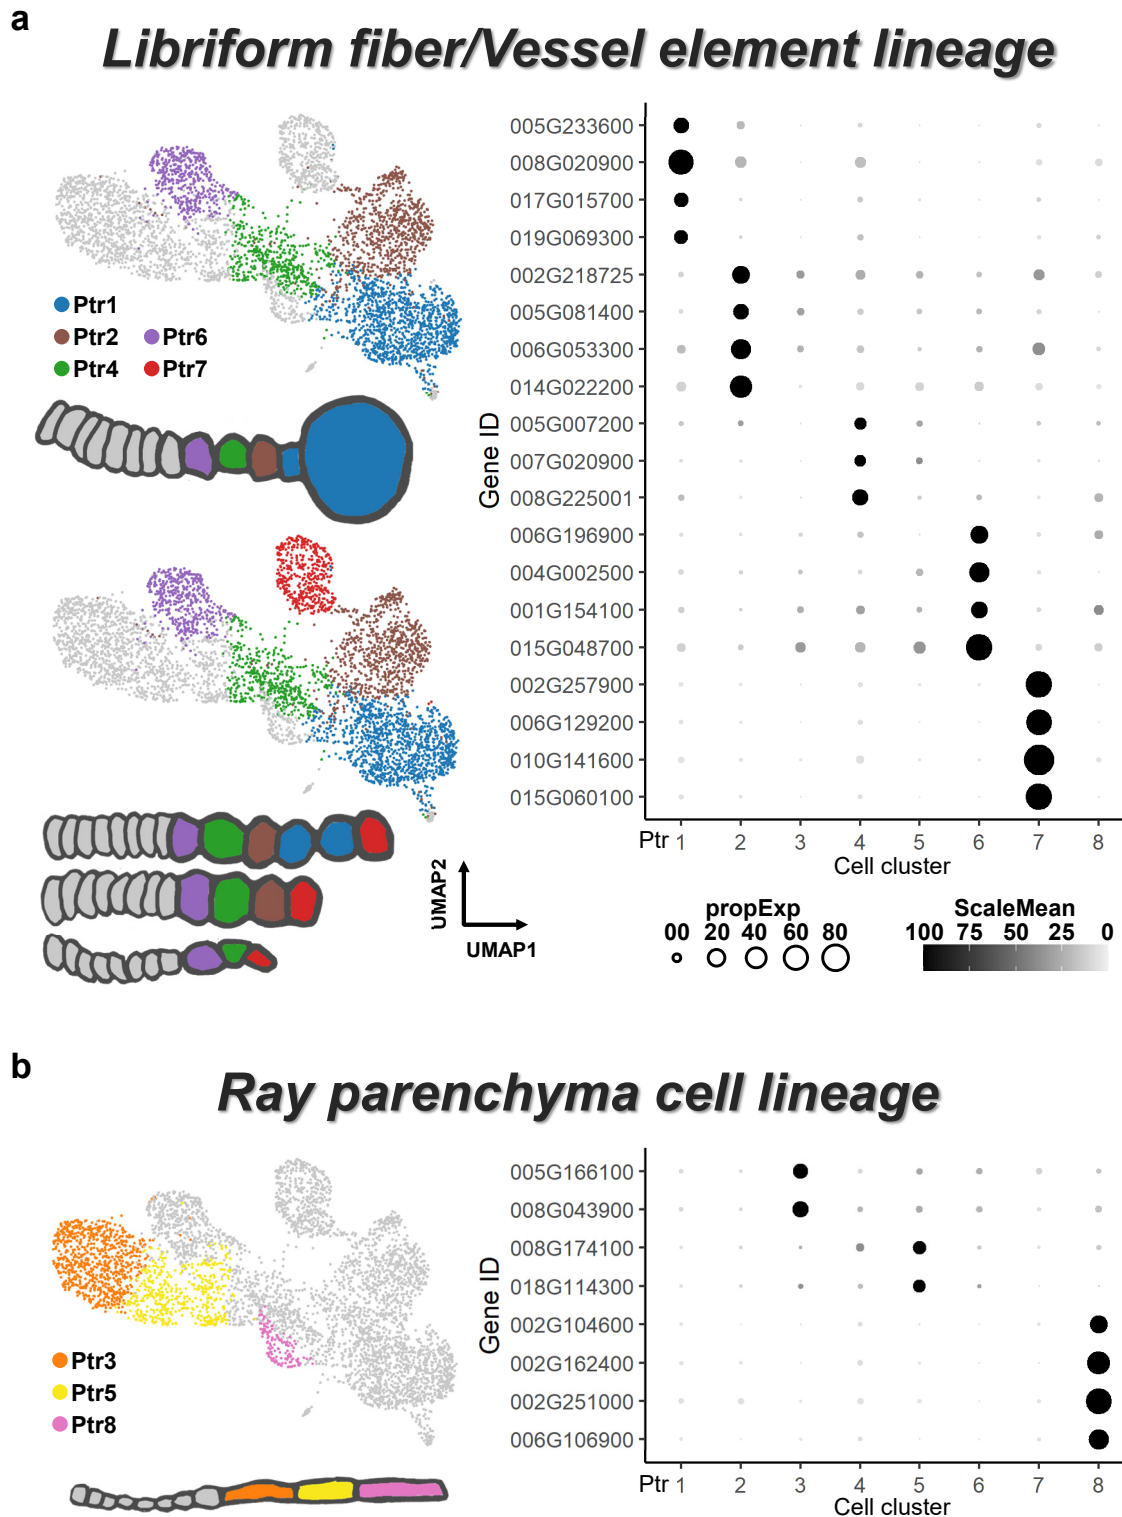 a
Libriform fiber/Vessel element lineage
Ptr1
Ptr2
Ptr6
Ptr4
Ptr7
UMAP2
UMAP1
Gene ID
005G233600
008G020900
017G015700
019G069300
002G218725
005G081400
006G053300
014G022200
005G007200
007G020900
008G225001
006G196900
004G002500
001G154100
015G048700
002G257900
006G129200
010G141600
015G060100
Ptr 1 2 3 4 5 6 7 8
Cell cluster
propExp
00 20 40 60 80
ScaleMean
100 75 50 25 0
b
Ray parenchyma cell lineage
Ptr3
Ptr5
Ptr8
Gene ID
005G166100
008G043900
008G174100
018G114300
002G104600
002G162400
002G251000
006G106900
Ptr 1 2 3 4 5 6 7 8
Cell cluster